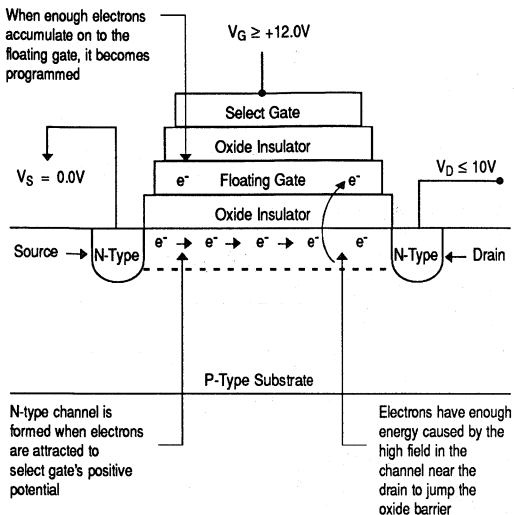 When enough electrons
accumulate on to the
floating gate, it becomes
programmed
V_G ≥ +12.0V
Select Gate
Oxide Insulator
V_S = 0.0V
e⁻ Floating Gate e⁻
V_D ≤ 10V
Oxide Insulator
Source → N-Type
e⁻ → e⁻ → e⁻ → e⁻ e⁻
N-Type ← Drain
P-Type Substrate
N-type channel is
formed when electrons
are attracted to
select gate's positive
potential
Electrons have enough
energy caused by the
high field in the
channel near the
drain to jump the
oxide barrier